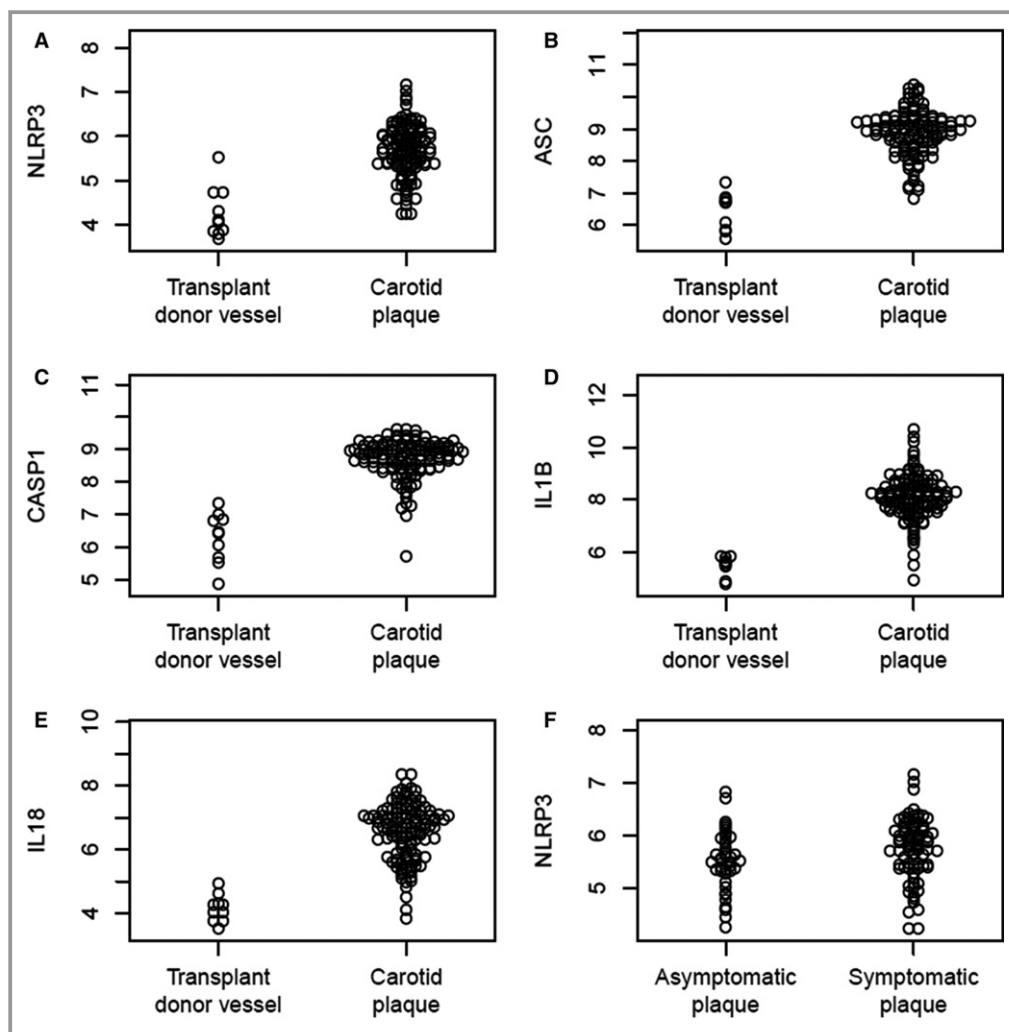 A
NLRP3
8
7
6
5
4
Transplant
donor vessel
Carotid
plaque
B
ASC
11
9
8
7
6
Transplant
donor vessel
Carotid
plaque
C
CASP1
11
9
8
7
6
5
Transplant
donor vessel
Carotid
plaque
D
IL1B
12
10
8
6
Transplant
donor vessel
Carotid
plaque
E
IL18
10
8
6
4
Transplant
donor vessel
Carotid
plaque
F
NLRP3
8
7
6
5
Asymptomatic
plaque
Symptomatic
plaque